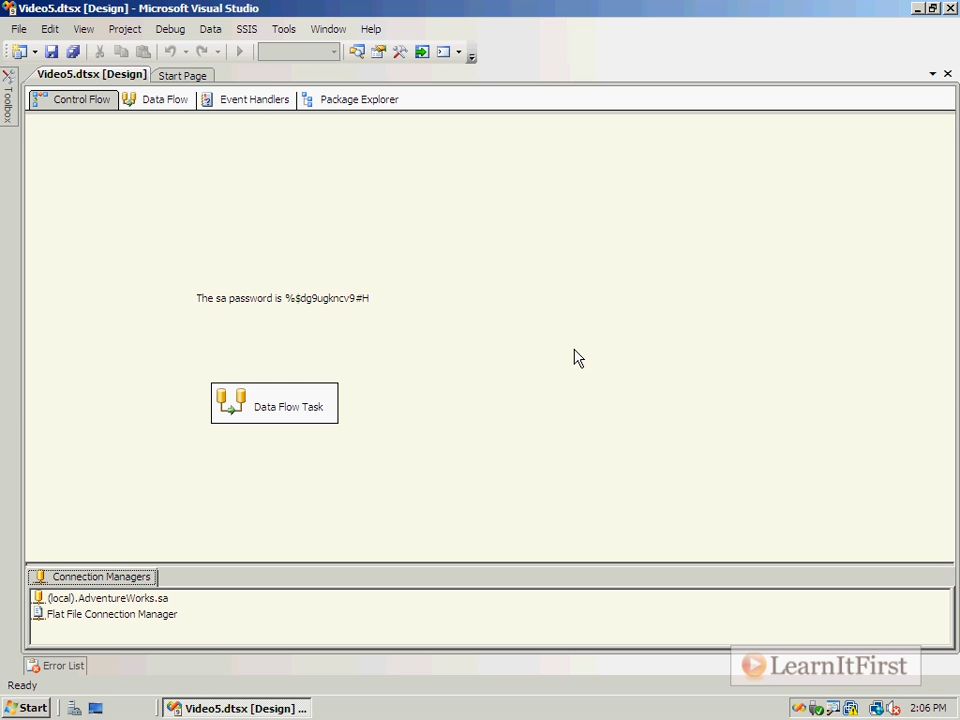 Video5.dtsx [Design] - Microsoft Visual Studio
File Edit View Project Debug Data SSIS Tools Window Help
Video5.dtsx [Design] Start Page
Toolbox
Control Flow Data Flow Event Handlers Package Explorer
The sa password is %$dg9ugkncv9#H
Data Flow Task
Connection Managers
(local).AdventureWorks.sa
Flat File Connection Manager
Error List
LearnItFirst
Ready
Start Video5.dtsx [Design] ... 2:06 PM